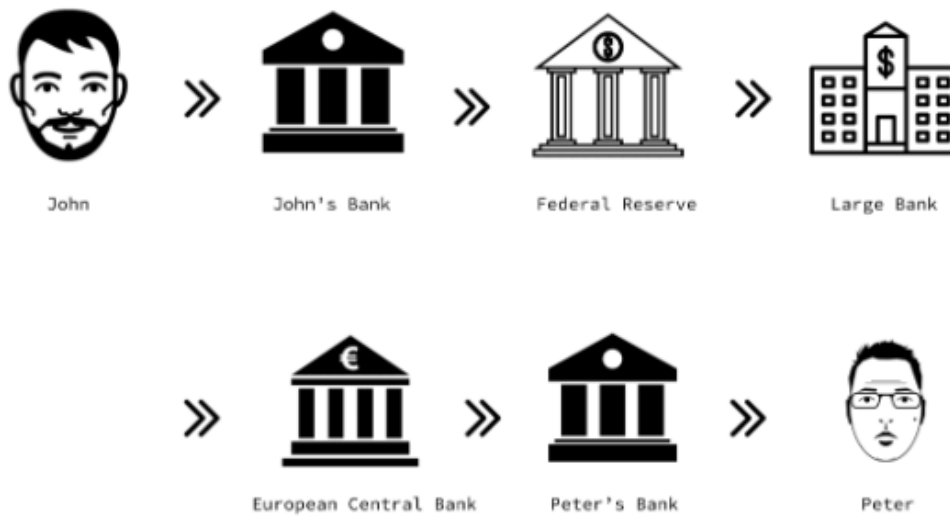 $
$
John
John's Bank
Federal Reserve
Large Bank
€
European Central Bank
Peter's Bank
Peter